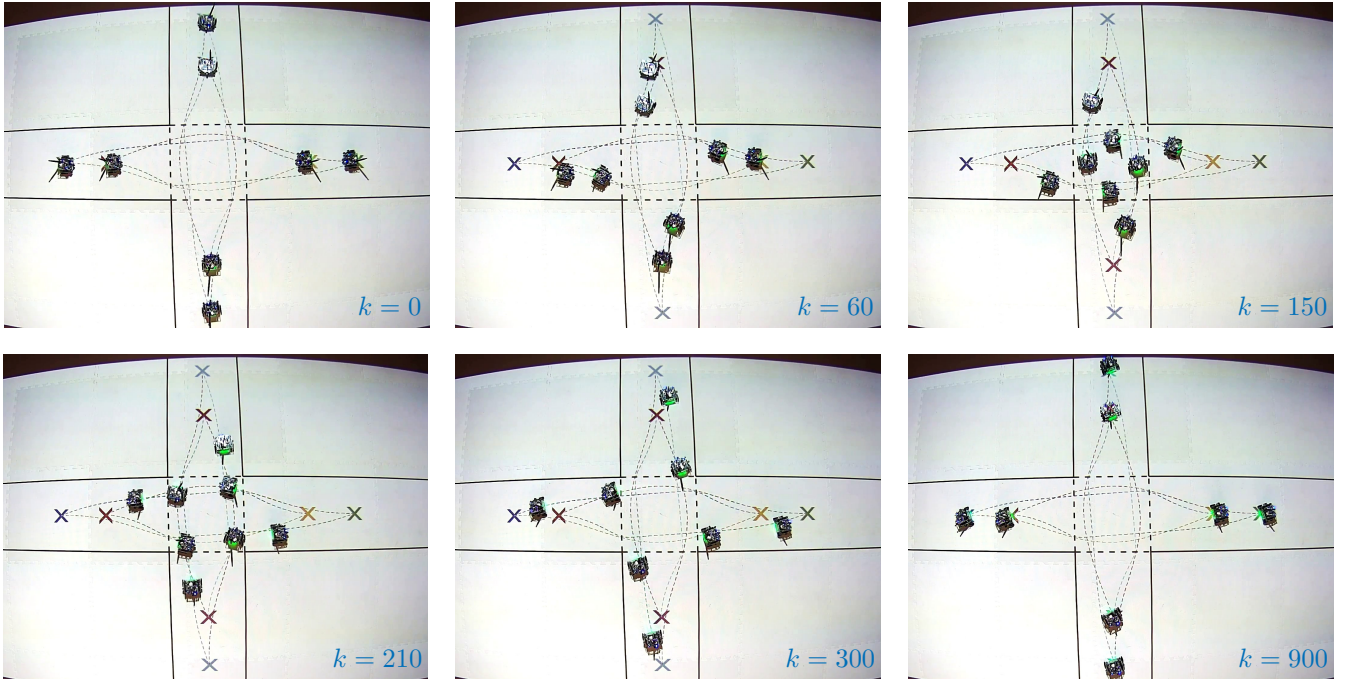 k = 0
k = 60
k = 150
k = 210
k = 300
k = 900